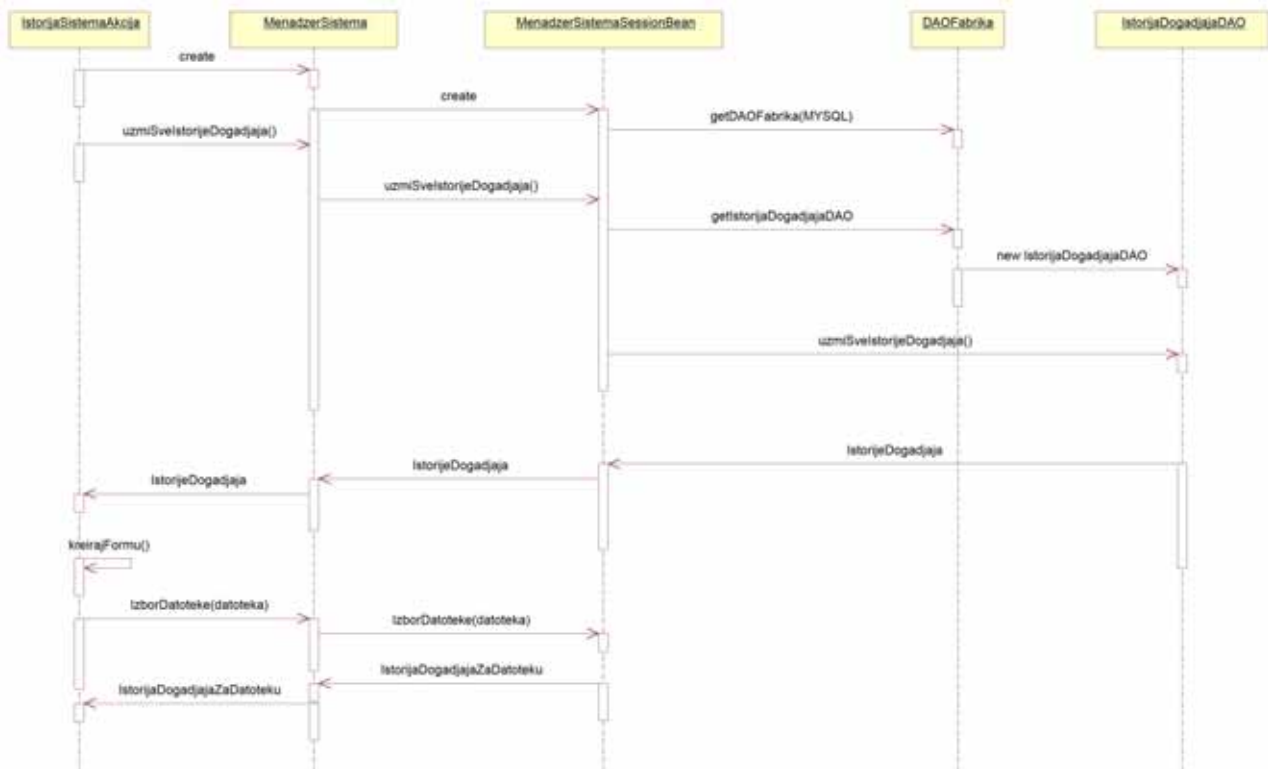 IstorijaSistemaAkcija
MenadzerSistema
MenadzerSistemaSessionBean
DAOFabrika
IstorijaDogadjajaDAO
create
create
getDAOFabrika(MYSQL)
uzmiSveIstorijeDogadjaja()
uzmiSveIstorijeDogadjaja()
getIstorijaDogadjajaDAO
new IstorijaDogadjajaDAO
uzmiSveIstorijeDogadjaja()
IstorijeDogadjaja
IstorijeDogadjaja
IstorijeDogadjaja
kreirajFormu()
IzborDatoteke(datoteka)
IzborDatoteke(datoteka)
IstorijaDogadjajaZaDatoteku
IstorijaDogadjajaZaDatoteku